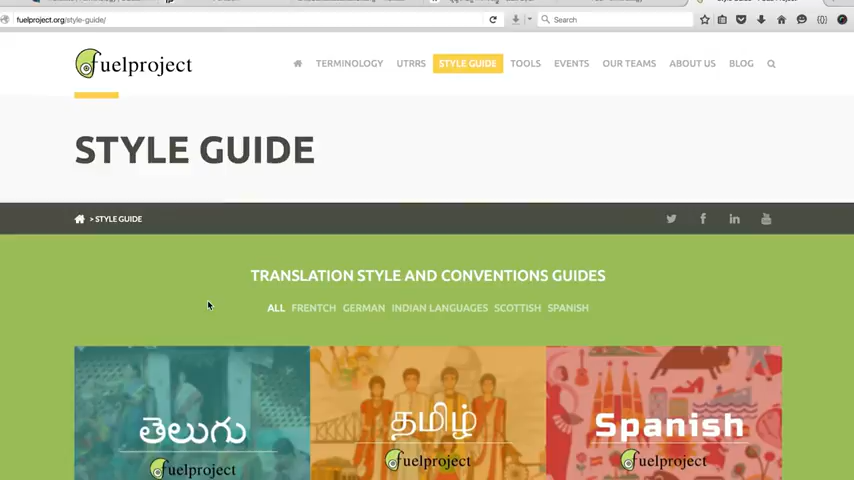 fuelproject.org/style-guide/
Search
fuelproject
TERMINOLOGY UTRRS STYLE GUIDE TOOLS EVENTS OUR TEAMS ABOUT US BLOG
STYLE GUIDE
> STYLE GUIDE
TRANSLATION STYLE AND CONVENTIONS GUIDES
ALL FRENTCH GERMAN INDIAN LANGUAGES SCOTTISH SPANISH
తెలుగు தமிழ் Spanish
fuelproject fuelproject fuelproject